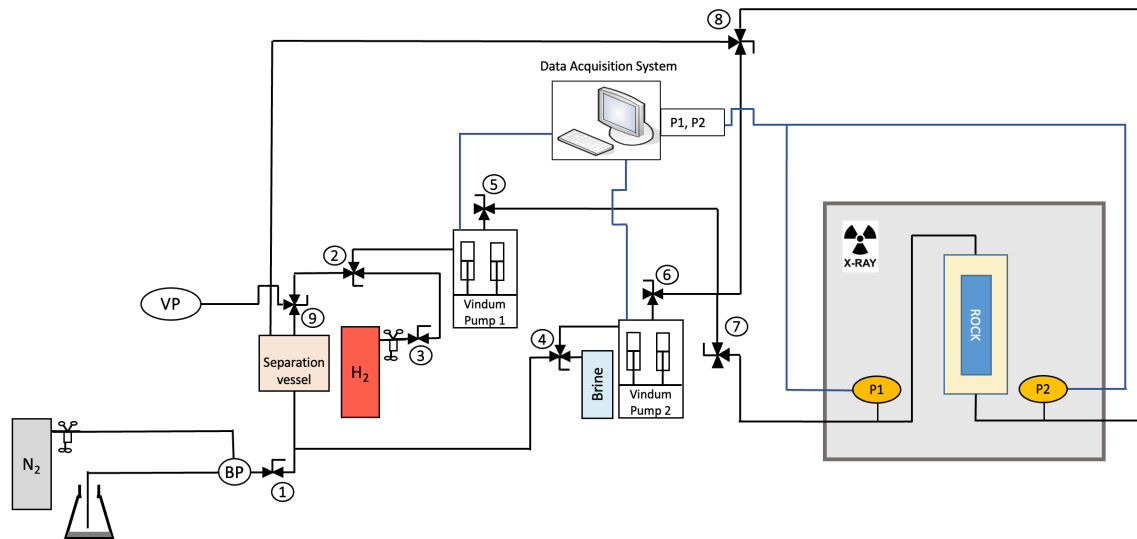 8
Data Acquisition System
P1, P2
5
2
X-RAY
6
VP
9
Vindum
Pump 1
7
4
3
ROCK
Separation
vessel
H₂
Brine
P1
P2
Vindum
Pump 2
N₂
BP
1